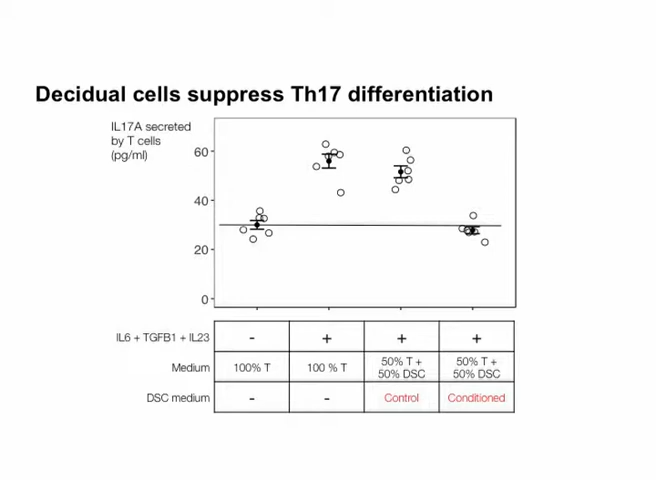 Decidual cells suppress Th17 differentiation
IL17A secreted
by T cells
(pg/ml)
60
40
20
0
IL6 + TGFB1 + IL23 - + + +
Medium 100% T 100 % T 50% T + 50% DSC 50% T + 50% DSC
DSC medium - - Control Conditioned